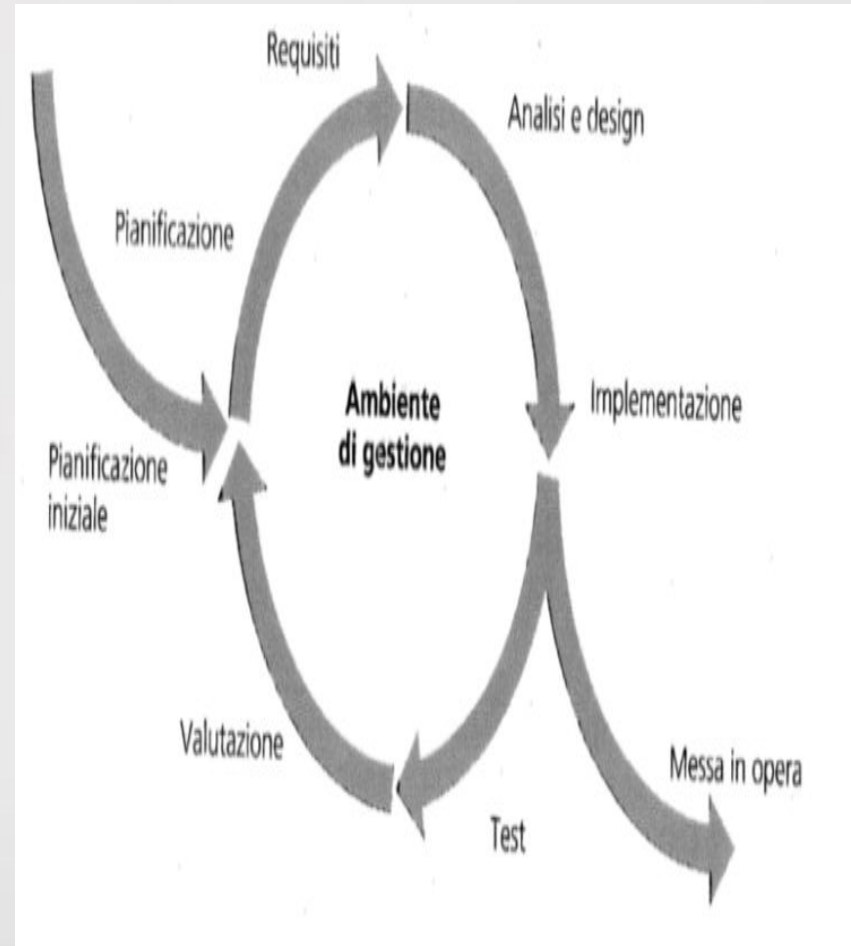 Requisiti
Analisi e design
Pianificazione
Ambiente
di gestione
Implementazione
Pianificazione
iniziale
Valutazione
Messa in opera
Test